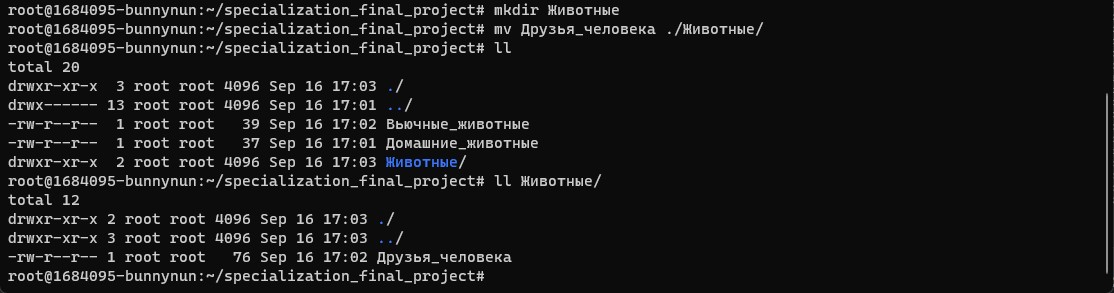 root@1684095-bunnynun:~/specialization_final_project# mkdir Животные
root@1684095-bunnynun:~/specialization_final_project# mv Друзья_человека ./Животные/
root@1684095-bunnynun:~/specialization_final_project# ll
total 20
drwxr-xr-x  3 root root 4096 Sep 16 17:03 ./
drwx------ 13 root root 4096 Sep 16 17:01 ../
-rw-r--r--  1 root root   39 Sep 16 17:02 Вьючные_животные
-rw-r--r--  1 root root   37 Sep 16 17:01 Домашние_животные
drwxr-xr-x  2 root root 4096 Sep 16 17:03 Животные/
root@1684095-bunnynun:~/specialization_final_project# ll Животные/
total 12
drwxr-xr-x 2 root root 4096 Sep 16 17:03 ./
drwxr-xr-x 3 root root 4096 Sep 16 17:03 ../
-rw-r--r-- 1 root root   76 Sep 16 17:02 Друзья_человека
root@1684095-bunnynun:~/specialization_final_project#